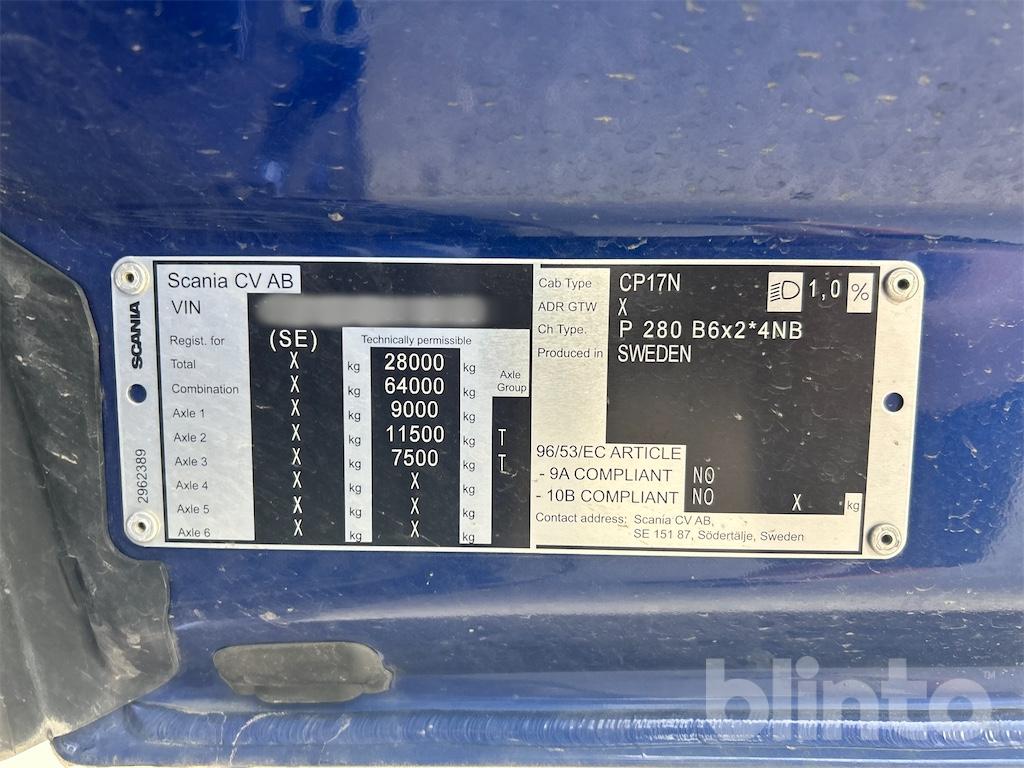 Scania CV AB
VIN
Regist. for (SE) Technically permissible
Total X kg 28000 kg Axle Group
Combination X kg 64000 kg
Axle 1 X kg 9000 kg
Axle 2 X kg 11500 kg T
Axle 3 X kg 7500 kg T
Axle 4 X kg X kg
Axle 5 X kg X kg
Axle 6 X kg X kg
SCANIA
2962389
Cab Type CP17N 1,0 %
ADR GTW X
Ch Type. P 280 B6x2*4NB
Produced in SWEDEN
96/53/EC ARTICLE
- 9A COMPLIANT NO
- 10B COMPLIANT NO X kg
Contact address: Scania CV AB,
SE 151 87, Södertälje, Sweden
blinto